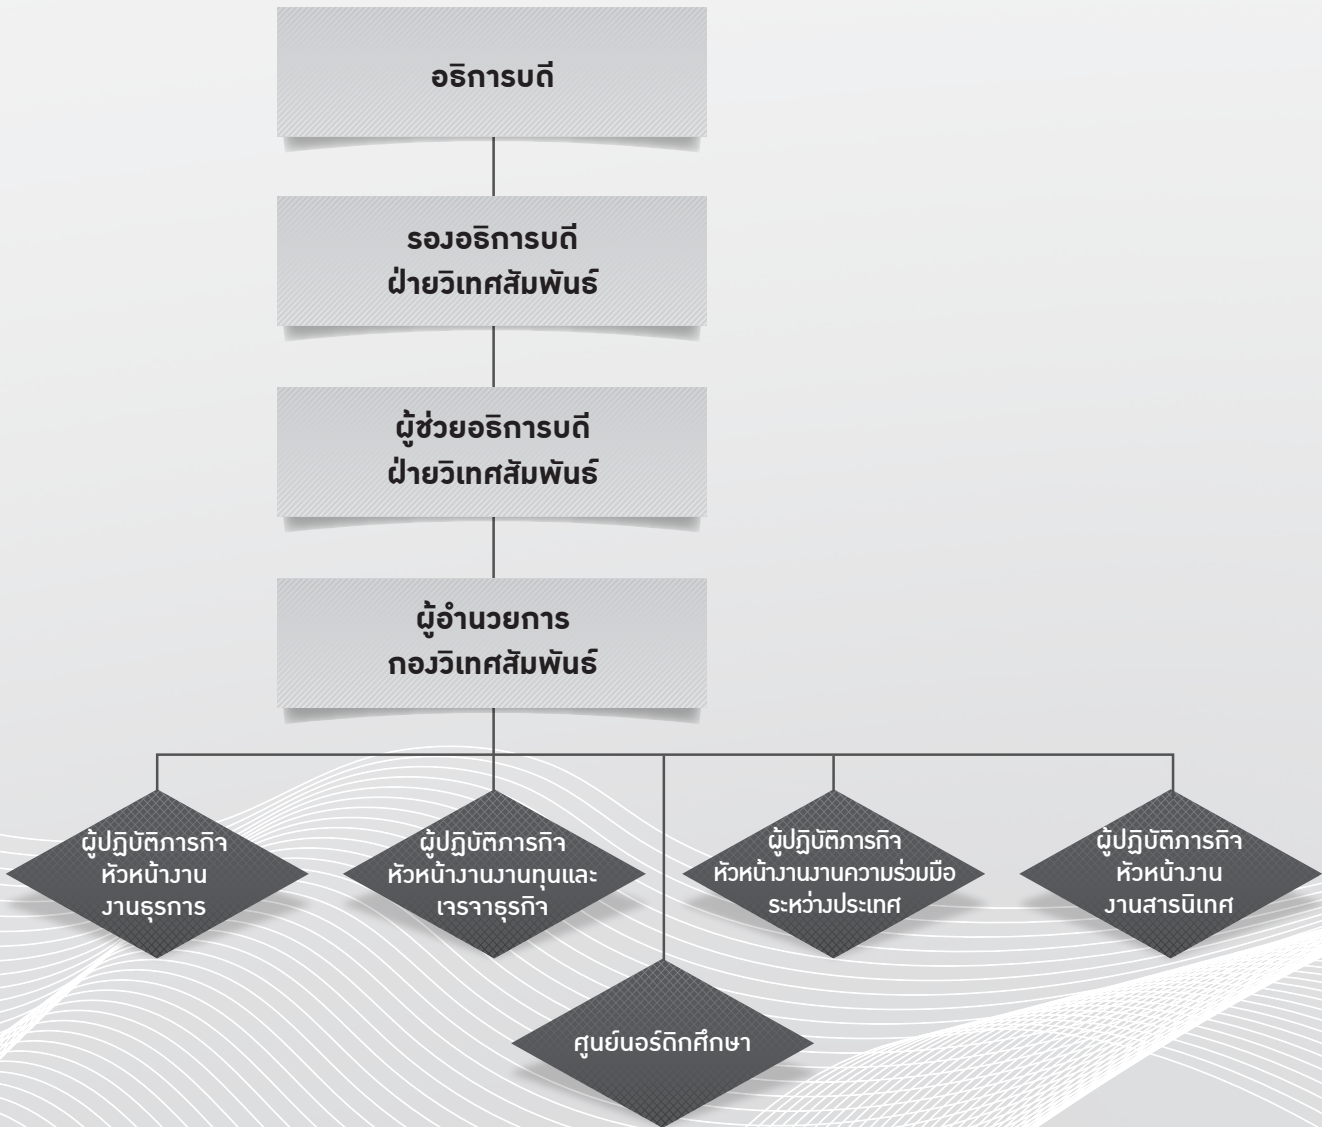 อธิการบดี
รองอธิการบดี
ฝ่ายวิเทศสัมพันธ์
ผู้ช่วยอธิการบดี
ฝ่ายวิเทศสัมพันธ์
ผู้อำนวยการ
กองวิเทศสัมพันธ์
ผู้ปฏิบัติภารกิจ
หัวหน้างาน
งานธุรการ
ผู้ปฏิบัติภารกิจ
หัวหน้างานงานทุนและ
เจรจาธุรกิจ
ผู้ปฏิบัติภารกิจ
หัวหน้างานงานความร่วมมือ
ระหว่างประเทศ
ผู้ปฏิบัติภารกิจ
หัวหน้างาน
งานสารนิเทศ
ศูนย์นอร์ดิกศึกษา